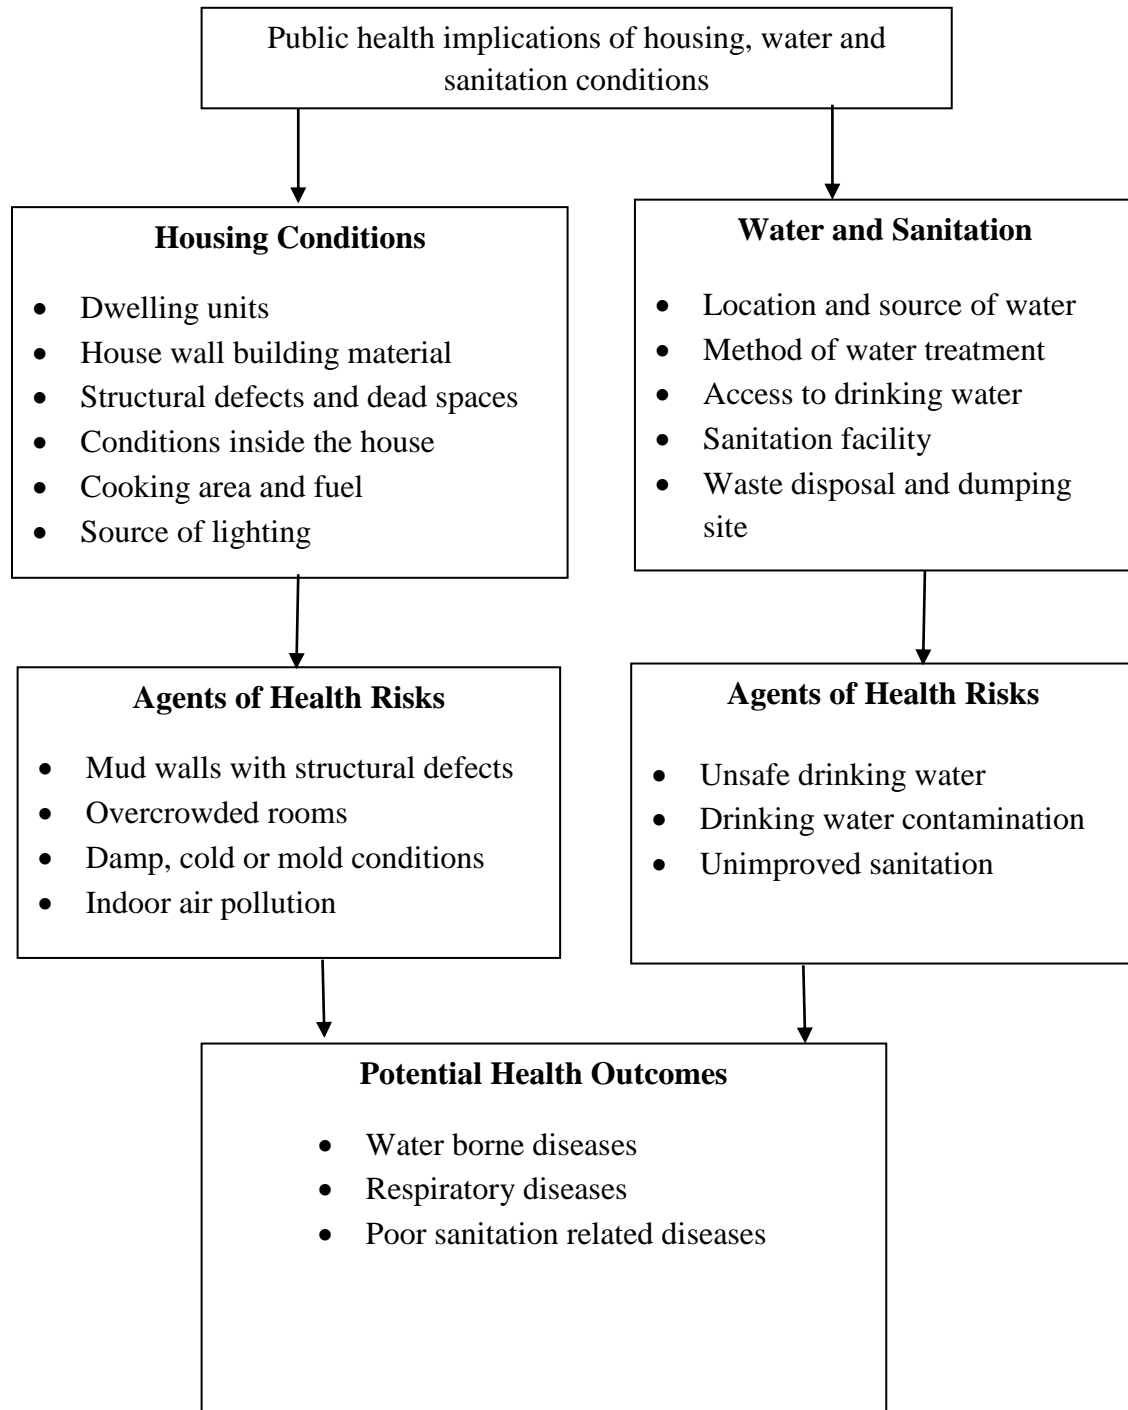 Public health implications of housing, water and
sanitation conditions
Housing Conditions
• Dwelling units
• House wall building material
• Structural defects and dead spaces
• Conditions inside the house
• Cooking area and fuel
• Source of lighting
Water and Sanitation
• Location and source of water
• Method of water treatment
• Access to drinking water
• Sanitation facility
• Waste disposal and dumping
site
Agents of Health Risks
• Mud walls with structural defects
• Overcrowded rooms
• Damp, cold or mold conditions
• Indoor air pollution
Agents of Health Risks
• Unsafe drinking water
• Drinking water contamination
• Unimproved sanitation
Potential Health Outcomes
• Water borne diseases
• Respiratory diseases
• Poor sanitation related diseases